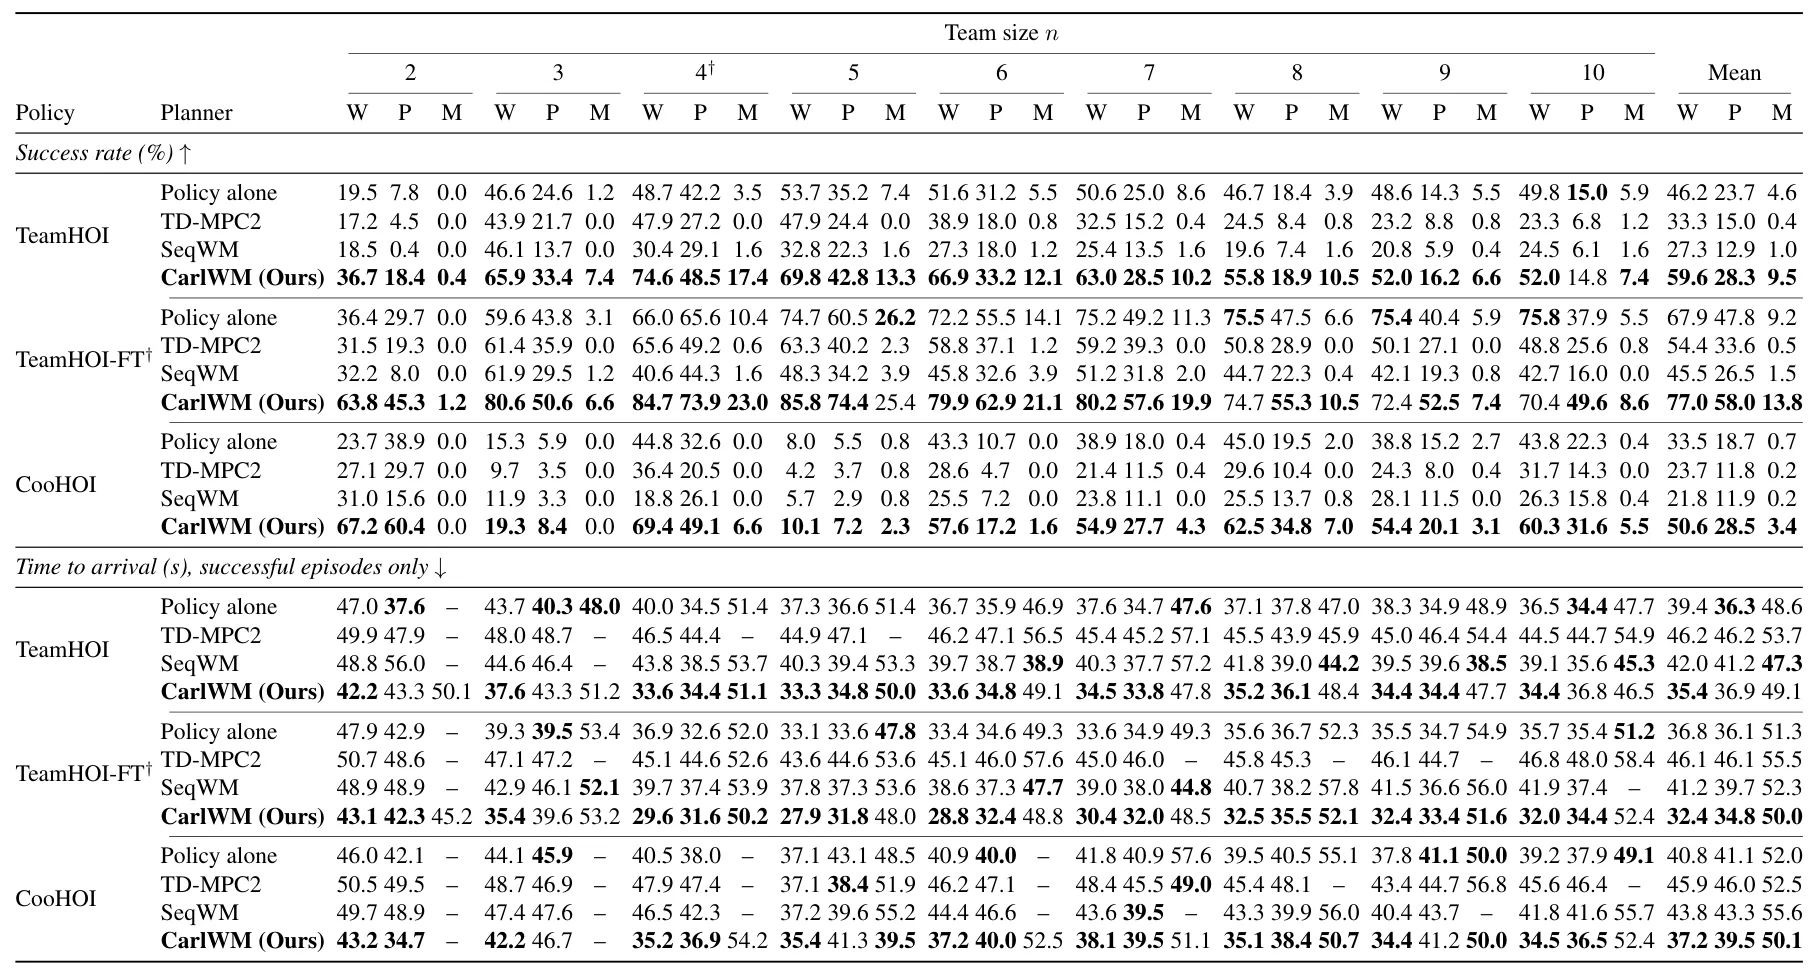 Team size n
2 3 4† 5 6 7 8 9 10 Mean
Policy Planner W P M W P M W P M W P M W P M W P M W P M W P M W P M W P M
Success rate (%) ↑
Policy alone 19.5 7.8 0.0 46.6 24.6 1.2 48.7 42.2 3.5 53.7 35.2 7.4 51.6 31.2 5.5 50.6 25.0 8.6 46.7 18.4 3.9 48.6 14.3 5.5 49.8 15.0 5.9 46.2 23.7 4.6
TD-MPC2 17.2 4.5 0.0 43.9 21.7 0.0 47.9 27.2 0.0 47.9 24.4 0.0 38.9 18.0 0.8 32.5 15.2 0.4 24.5 8.4 0.8 23.2 8.8 0.8 23.3 6.8 1.2 33.3 15.0 0.4
TeamHOI
SeqWM 18.5 0.4 0.0 46.1 13.7 0.0 30.4 29.1 1.6 32.8 22.3 1.6 27.3 18.0 1.2 25.4 13.5 1.6 19.6 7.4 1.6 20.8 5.9 0.4 24.5 6.1 1.6 27.3 12.9 1.0
CarlWM (Ours) 36.7 18.4 0.4 65.9 33.4 7.4 74.6 48.5 17.4 69.8 42.8 13.3 66.9 33.2 12.1 63.0 28.5 10.2 55.8 18.9 10.5 52.0 16.2 6.6 52.0 14.8 7.4 59.6 28.3 9.5
Policy alone 36.4 29.7 0.0 59.6 43.8 3.1 66.0 65.6 10.4 74.7 60.5 26.2 72.2 55.5 14.1 75.2 49.2 11.3 75.5 47.5 6.6 75.4 40.4 5.9 75.8 37.9 5.5 67.9 47.8 9.2
TD-MPC2 31.5 19.3 0.0 61.4 35.9 0.0 65.6 49.2 0.6 63.3 40.2 2.3 58.8 37.1 1.2 59.2 39.3 0.0 50.8 28.9 0.0 50.1 27.1 0.0 48.8 25.6 0.8 54.4 33.6 0.5
TeamHOI-FT†
SeqWM 32.2 8.0 0.0 61.9 29.5 1.2 40.6 44.3 1.6 48.3 34.2 3.9 45.8 32.6 3.9 51.2 31.8 2.0 44.7 22.3 0.4 42.1 19.3 0.8 42.7 16.0 0.0 45.5 26.5 1.5
CarlWM (Ours) 63.8 45.3 1.2 80.6 50.6 6.6 84.7 73.9 23.0 85.8 74.4 25.4 79.9 62.9 21.1 80.2 57.6 19.9 74.7 55.3 10.5 72.4 52.5 7.4 70.4 49.6 8.6 77.0 58.0 13.8
Policy alone 23.7 38.9 0.0 15.3 5.9 0.0 44.8 32.6 0.0 8.0 5.5 0.8 43.3 10.7 0.0 38.9 18.0 0.4 45.0 19.5 2.0 38.8 15.2 2.7 43.8 22.3 0.4 33.5 18.7 0.7
TD-MPC2 27.1 29.7 0.0 9.7 3.5 0.0 36.4 20.5 0.0 4.2 3.7 0.8 28.6 4.7 0.0 21.4 11.5 0.4 29.6 10.4 0.0 24.3 8.0 0.4 31.7 14.3 0.0 23.7 11.8 0.2
CooHOI
SeqWM 31.0 15.6 0.0 11.9 3.3 0.0 18.8 26.1 0.0 5.7 2.9 0.8 25.5 7.2 0.0 23.8 11.1 0.0 25.5 13.7 0.8 28.1 11.5 0.0 26.3 15.8 0.4 21.8 11.9 0.2
CarlWM (Ours) 67.2 60.4 0.0 19.3 8.4 0.0 69.4 49.1 6.6 10.1 7.2 2.3 57.6 17.2 1.6 54.9 27.7 4.3 62.5 34.8 7.0 54.4 20.1 3.1 60.3 31.6 5.5 50.6 28.5 3.4
Time to arrival (s), successful episodes only ↓
Policy alone 47.0 37.6 – 43.7 40.3 48.0 40.0 34.5 51.4 37.3 36.6 51.4 36.7 35.9 46.9 37.6 34.7 47.6 37.1 37.8 47.0 38.3 34.9 48.9 36.5 34.4 47.7 39.4 36.3 48.6
TD-MPC2 49.9 47.9 – 48.0 48.7 – 46.5 44.4 – 44.9 47.1 – 46.2 47.1 56.5 45.4 45.2 57.1 45.5 43.9 45.9 45.0 46.4 54.4 44.5 44.7 54.9 46.2 46.2 53.7
TeamHOI
SeqWM 48.8 56.0 – 44.6 46.4 – 43.8 38.5 53.7 40.3 39.4 53.3 39.7 38.7 38.9 40.3 37.7 57.2 41.8 39.0 44.2 39.5 39.6 38.5 39.1 35.6 45.3 42.0 41.2 47.3
CarlWM (Ours) 42.2 43.3 50.1 37.6 43.3 51.2 33.6 34.4 51.1 33.3 34.8 50.0 33.6 34.8 49.1 34.5 33.8 47.8 35.2 36.1 48.4 34.4 34.4 47.7 34.4 36.8 46.5 35.4 36.9 49.1
Policy alone 47.9 42.9 – 39.3 39.5 53.4 36.9 32.6 52.0 33.1 33.6 47.8 33.4 34.6 49.3 33.6 34.9 49.3 35.6 36.7 52.3 35.5 34.7 54.9 35.7 35.4 51.2 36.8 36.1 51.3
TD-MPC2 50.7 48.6 – 47.1 47.2 – 45.1 44.6 52.6 43.6 44.6 53.6 45.1 46.0 57.6 45.0 46.0 – 45.8 45.3 – 46.1 44.7 – 46.8 48.0 58.4 46.1 46.1 55.5
TeamHOI-FT†
SeqWM 48.9 48.9 – 42.9 46.1 52.1 39.7 37.4 53.9 37.8 37.3 53.6 38.6 37.3 47.7 39.0 38.0 44.8 40.7 38.2 57.8 41.5 36.6 56.0 41.9 37.4 – 41.2 39.7 52.3
CarlWM (Ours) 43.1 42.3 45.2 35.4 39.6 53.2 29.6 31.6 50.2 27.9 31.8 48.0 28.8 32.4 48.8 30.4 32.0 48.5 32.5 35.5 52.1 32.4 33.4 51.6 32.0 34.4 52.4 32.4 34.8 50.0
Policy alone 46.0 42.1 – 44.1 45.9 – 40.5 38.0 – 37.1 43.1 48.5 40.9 40.0 – 41.8 40.9 57.6 39.5 40.5 55.1 37.8 41.1 50.0 39.2 37.9 49.1 40.8 41.1 52.0
TD-MPC2 50.5 49.5 – 48.7 46.9 – 47.9 47.4 – 37.1 38.4 51.9 46.2 47.1 – 48.4 45.5 49.0 45.4 48.1 – 43.4 44.7 56.8 45.6 46.4 – 45.9 46.0 52.5
CooHOI
SeqWM 49.7 48.9 – 47.4 47.6 – 46.5 42.3 – 37.2 39.6 55.2 44.4 46.6 – 43.6 39.5 – 43.3 39.9 56.0 40.4 43.7 – 41.8 41.6 55.7 43.8 43.3 55.6
CarlWM (Ours) 43.2 34.7 – 42.2 46.7 – 35.2 36.9 54.2 35.4 41.3 39.5 37.2 40.0 52.5 38.1 39.5 51.1 35.1 38.4 50.7 34.4 41.2 50.0 34.5 36.5 52.4 37.2 39.5 50.1